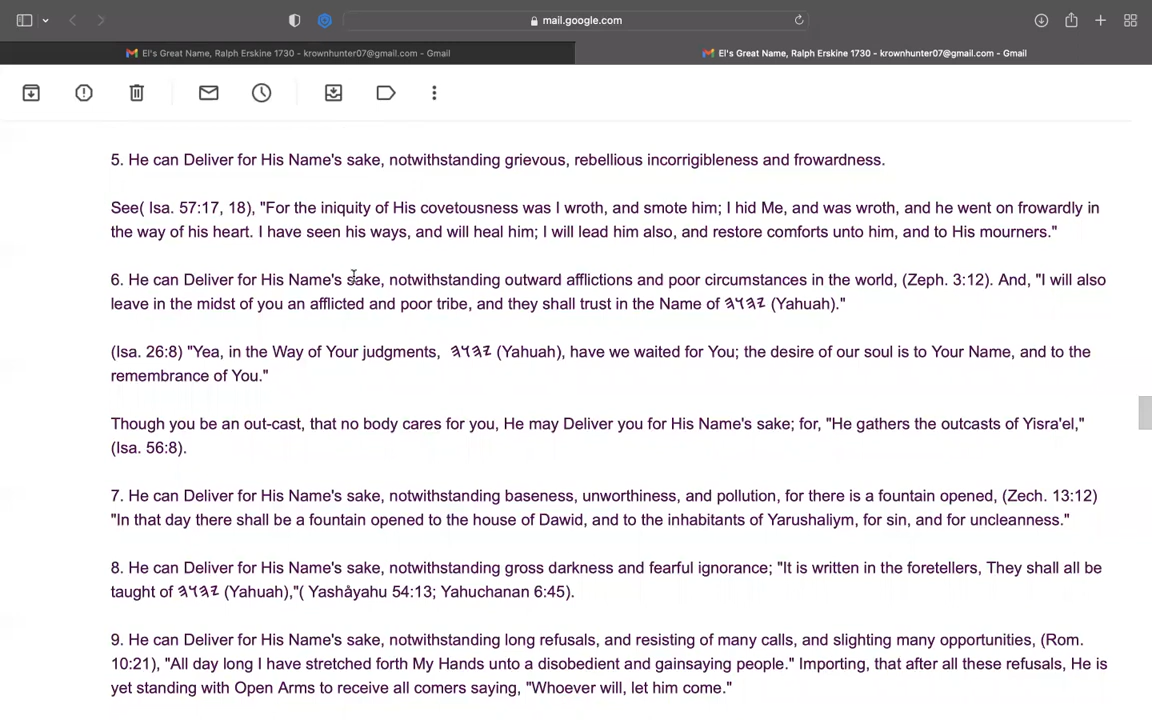 mail.google.com
El's Great Name, Ralph Erskine 1730 - krownhunter07@gmail.com - Gmail
El's Great Name, Ralph Erskine 1730 - krownhunter07@gmail.com - Gmail
5. He can Deliver for His Name's sake, notwithstanding grievous, rebellious incorrigibleness and frowardness.
See( Isa. 57:17, 18), "For the iniquity of His covetousness was I wroth, and smote him; I hid Me, and was wroth, and he went on frowardly in
the way of his heart. I have seen his ways, and will heal him; I will lead him also, and restore comforts unto him, and to His mourners."
6. He can Deliver for His Name's sake, notwithstanding outward afflictions and poor circumstances in the world, (Zeph. 3:12). And, "I will also
leave in the midst of you an afflicted and poor tribe, and they shall trust in the Name of 𐤉𐤄𐤅𐤄 (Yahuah)."
(Isa. 26:8) "Yea, in the Way of Your judgments, 𐤉𐤄𐤅𐤄 (Yahuah), have we waited for You; the desire of our soul is to Your Name, and to the
remembrance of You."
Though you be an out-cast, that no body cares for you, He may Deliver you for His Name's sake; for, "He gathers the outcasts of Yisra'el,"
(Isa. 56:8).
7. He can Deliver for His Name's sake, notwithstanding baseness, unworthiness, and pollution, for there is a fountain opened, (Zech. 13:12)
"In that day there shall be a fountain opened to the house of Dawid, and to the inhabitants of Yarushaliym, for sin, and for uncleanness."
8. He can Deliver for His Name's sake, notwithstanding gross darkness and fearful ignorance; "It is written in the foretellers, They shall all be
taught of 𐤉𐤄𐤅𐤄 (Yahuah),"( Yashåyahu 54:13; Yahuchanan 6:45).
9. He can Deliver for His Name's sake, notwithstanding long refusals, and resisting of many calls, and slighting many opportunities, (Rom.
10:21), "All day long I have stretched forth My Hands unto a disobedient and gainsaying people." Importing, that after all these refusals, He is
yet standing with Open Arms to receive all comers saying, "Whoever will, let him come."